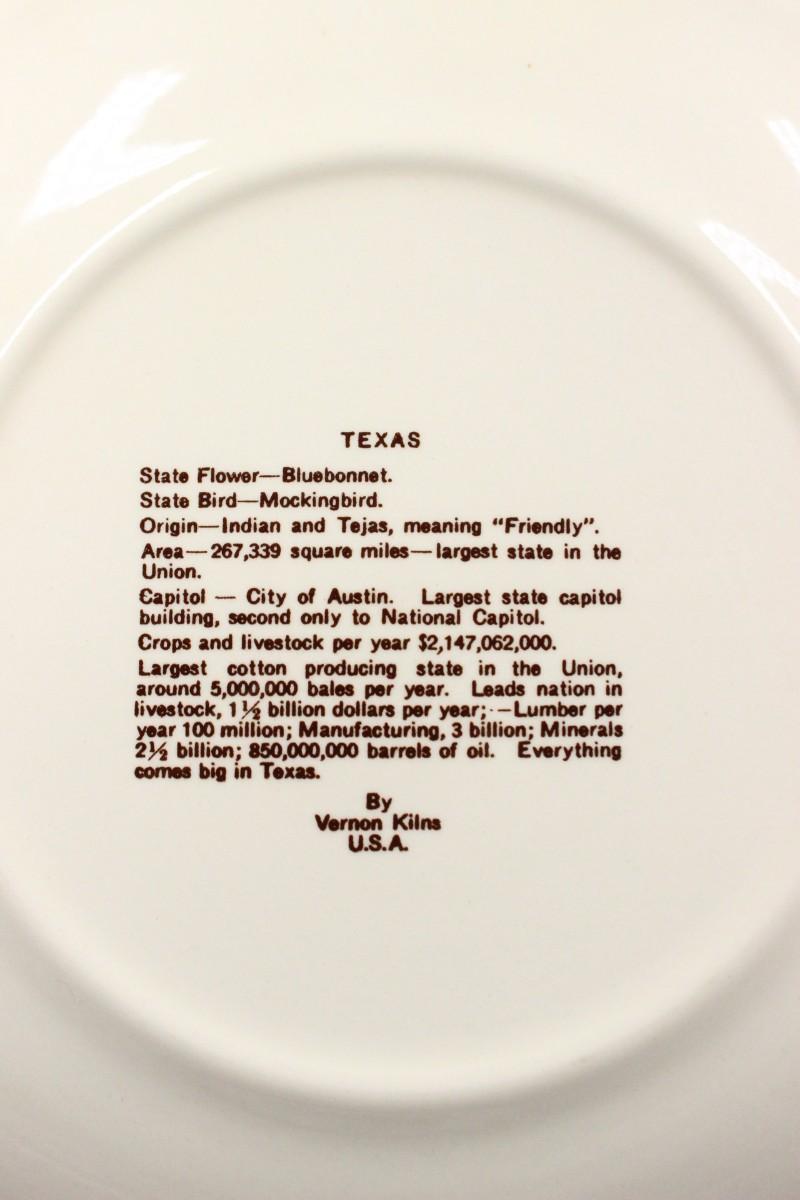 TEXAS
State Flower—Bluebonnet.
State Bird—Mockingbird.
Origin—Indian and Tejas, meaning "Friendly".
Area—267,339 square miles—largest state in the
Union.
Capitol — City of Austin. Largest state capitol
building, second only to National Capitol.
Crops and livestock per year $2,147,062,000.
Largest cotton producing state in the Union,
around 5,000,000 bales per year. Leads nation in
livestock, 1½ billion dollars per year; -—Lumber per
year 100 million; Manufacturing, 3 billion; Minerals
2½ billion; 850,000,000 barrels of oil. Everything
comes big in Texas.
By
Vernon Kilns
U.S.A.